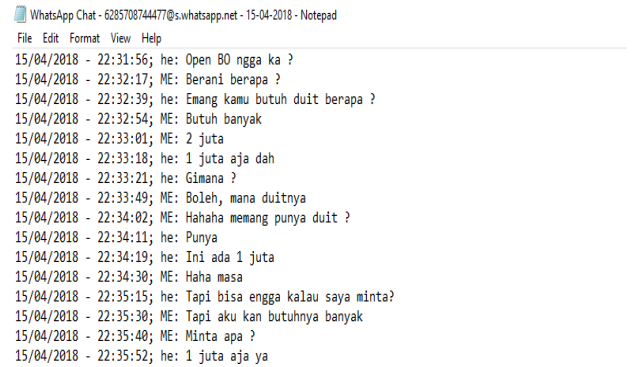 WhatsApp Chat - 6285708744477@s.whatsapp.net - 15-04-2018 - Notepad
File Edit Format View Help
15/04/2018 - 22:31:56; he: Open BO ngga ka ?
15/04/2018 - 22:32:17; ME: Berani berapa ?
15/04/2018 - 22:32:39; he: Emang kamu butuh duit berapa ?
15/04/2018 - 22:32:54; ME: Butuh banyak
15/04/2018 - 22:33:01; ME: 2 juta
15/04/2018 - 22:33:18; he: 1 juta aja dah
15/04/2018 - 22:33:21; he: Gimana ?
15/04/2018 - 22:33:49; ME: Boleh, mana duitnya
15/04/2018 - 22:34:02; ME: Hahaha memang punya duit ?
15/04/2018 - 22:34:11; he: Punya
15/04/2018 - 22:34:19; he: Ini ada 1 juta
15/04/2018 - 22:34:30; ME: Haha masa
15/04/2018 - 22:35:15; he: Tapi bisa engga kalau saya minta?
15/04/2018 - 22:35:30; ME: Tapi aku kan butuhnya banyak
15/04/2018 - 22:35:40; ME: Minta apa ?
15/04/2018 - 22:35:52; he: 1 juta aja ya